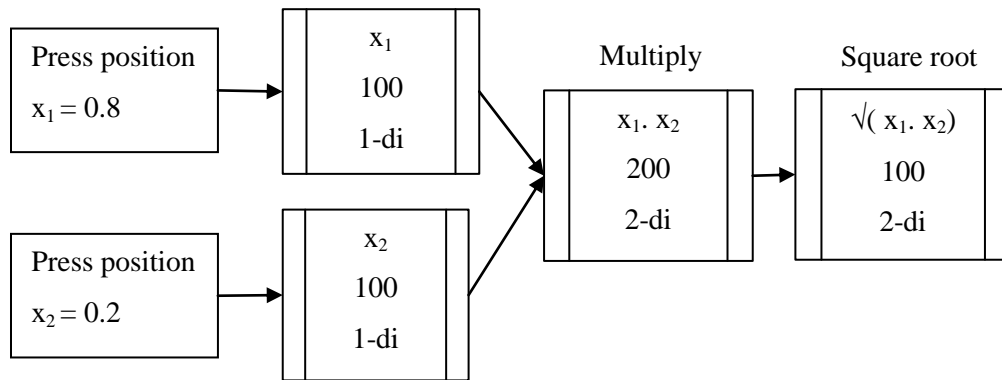 Press position
x₁ = 0.8
x₁
100
1-di
Press position
x₂ = 0.2
x₂
100
1-di
Multiply
x₁. x₂
200
2-di
Square root
√( x₁. x₂)
100
2-di